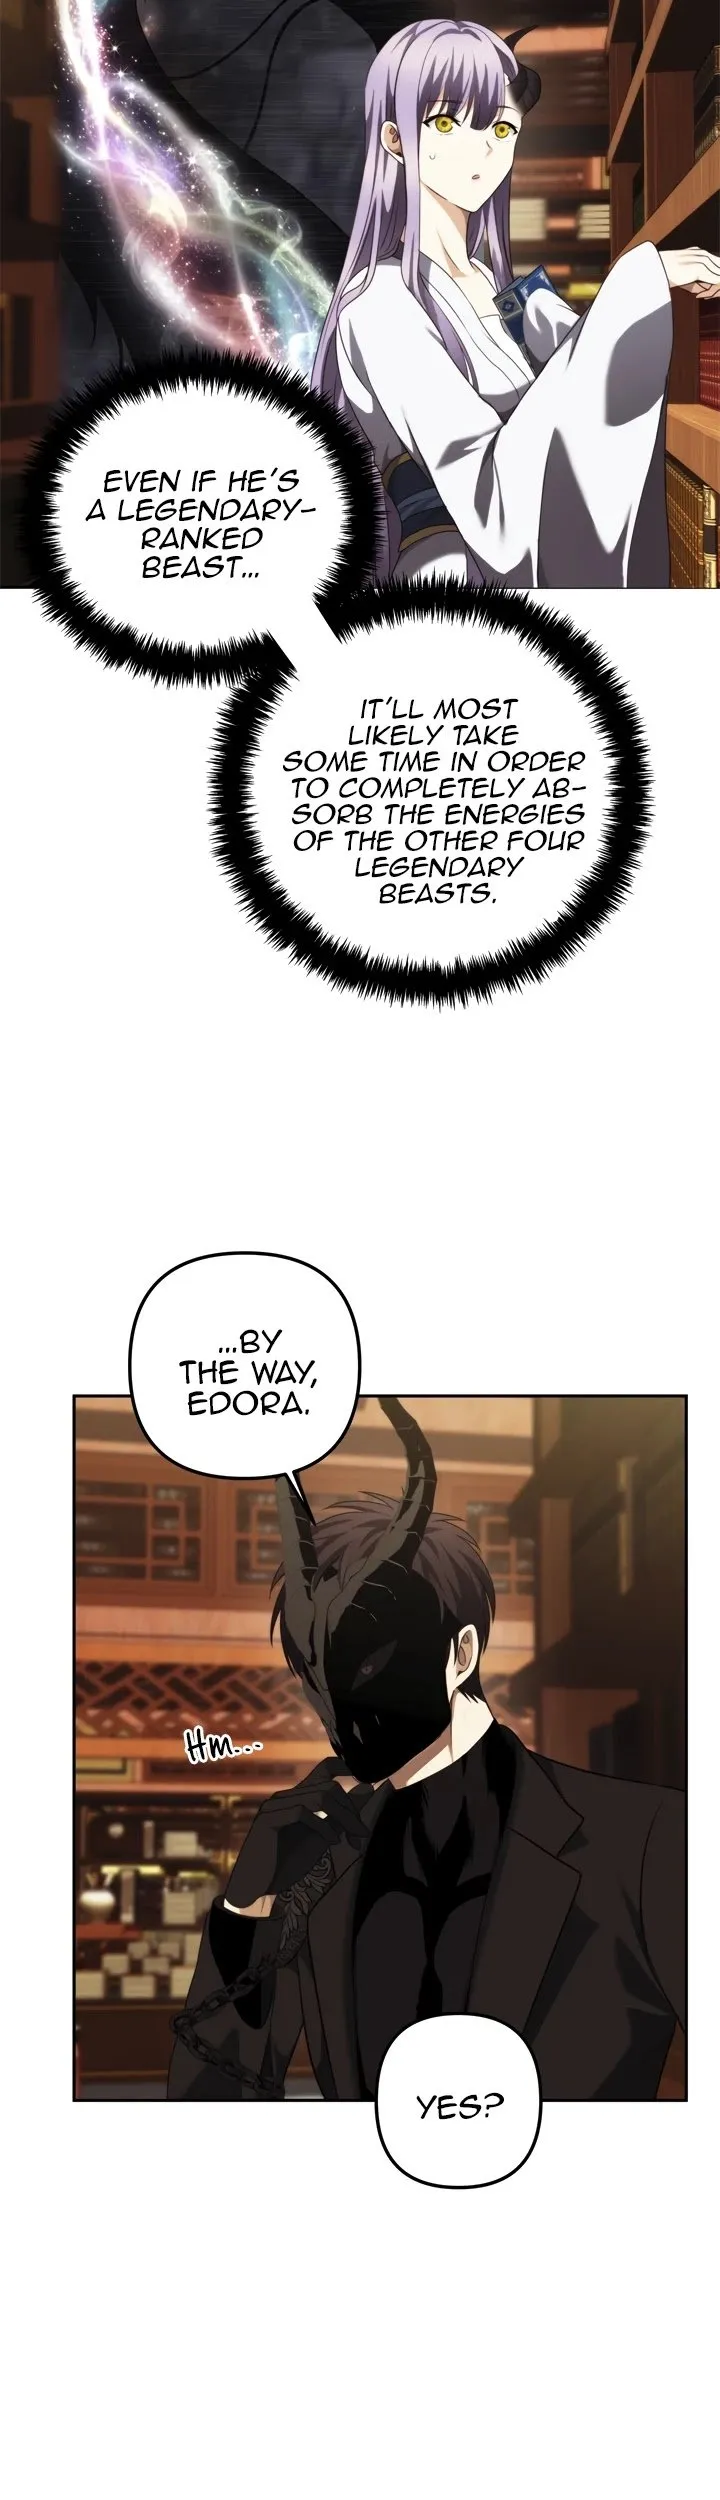 EVEN IF HE'S
A LEGENDARY-
RANKED
BEAST...
IT'LL MOST
LIKELY TAKE
SOME TIME IN ORDER
TO COMPLETELY AB-
SORB THE ENERGIES
OF THE OTHER FOUR
LEGENDARY
BEASTS.
...BY
THE WAY,
EDORA.
HM...
YES?